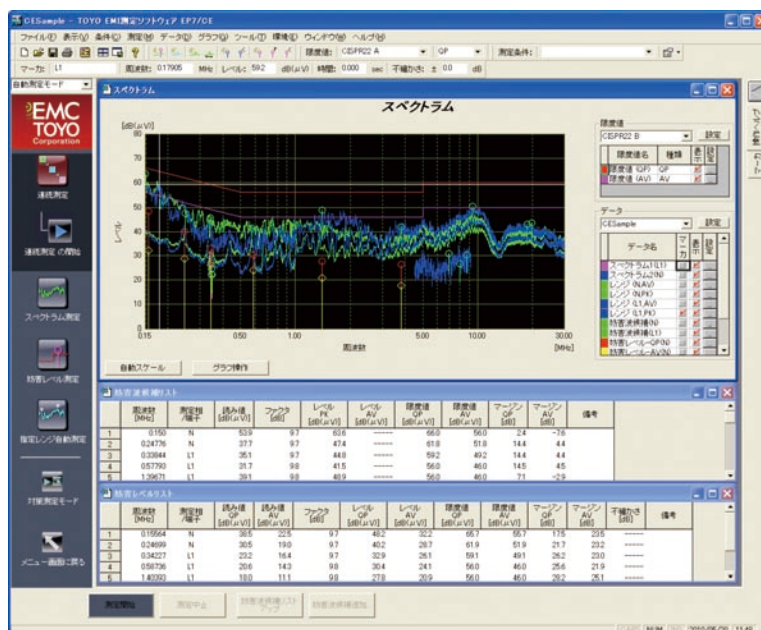 CESample - TOYO EMI測定ソフトウェア EP7/CE
ファイル(F) 表示(V) 条件(C) 測定(M) データ(D) グラフ(G) ツール(T) 環境(E) ウィンドウ(W) ヘルプ(H)
限度値: CISPR22 A QP 測定条件:
マーカ: L1 周波数: 0.17905 MHz レベル: 59.2 dB(μV) 時間: 0.000 sec 不確かさ: ± 0.0 dB
自動測定モード
EMC
TOYO
Corporation
連続測定
連続測定 の開始
スペクトラム測定
妨害レベル測定
指定レンジ自動測定
対策測定モード
メニュー画面に戻る
スペクトラム
スペクトラム
[dB(μV)]
80
70
60
50
40
30
20
10
0
レベル
0.15 0.50 1.00 5.00 10.00 30.00
周波数 [MHz]
自動スケール グラフ操作
限度値
CISPR22 B 設定
限度値名 種類 表示 設定
限度値 (QP) QP
限度値 (AV) AV
データ
CESample 設定
データ名 マーカ 表示 設定
スペクトラム1(L1)
スペクトラム2(N)
レンジ (N,AV)
レンジ (N,PK)
レンジ (L1,AV)
レンジ (L1,PK)
妨害波候補(N)
妨害波候補(L1)
妨害レベル-QP(N)
妨害レベル-AV(N)
妨害波候補リスト
周波数 [MHz] 測定相/端子 読み値 [dB(μV)] ファクタ [dB] レベル PK [dB(μV)] レベル AV [dB(μV)] 限度値 QP [dB(μV)] 限度値 AV [dB(μV)] マージン QP [dB] マージン AV [dB] 備考
1 0.150 N 53.9 9.7 63.6 ----- 66.0 56.0 2.4 -7.6
2 0.24776 N 37.7 9.7 47.4 ----- 61.8 51.8 14.4 4.4
3 0.33844 L1 35.1 9.7 44.8 ----- 59.2 49.2 14.4 4.4
4 0.57793 L1 31.7 9.8 41.5 ----- 56.0 46.0 14.5 4.5
5 1.39671 L1 39.1 9.8 48.9 ----- 56.0 46.0 7.1 -2.9
妨害レベルリスト
周波数 [MHz] 測定相/端子 読み値 QP [dB(μV)] 読み値 AV [dB(μV)] ファクタ [dB] レベル QP [dB(μV)] レベル AV [dB(μV)] 限度値 QP [dB(μV)] 限度値 AV [dB(μV)] マージン QP [dB] マージン AV [dB] 不確かさ [dB] 備考
1 0.15564 N 38.5 22.5 9.7 48.2 32.2 65.7 55.7 17.5 23.5 -----
2 0.24699 N 30.5 19.0 9.7 40.2 28.7 61.9 51.9 21.7 23.2 -----
3 0.34227 L1 23.2 16.4 9.7 32.9 26.1 59.1 49.1 26.2 23.0 -----
4 0.58736 L1 20.6 14.3 9.8 30.4 24.1 56.0 46.0 25.6 21.9 -----
5 1.40393 L1 18.0 11.1 9.8 27.8 20.9 56.0 46.0 28.2 25.1 -----
測定開始 測定中止 妨害波候補リストアップ 妨害波候補追加
NUM